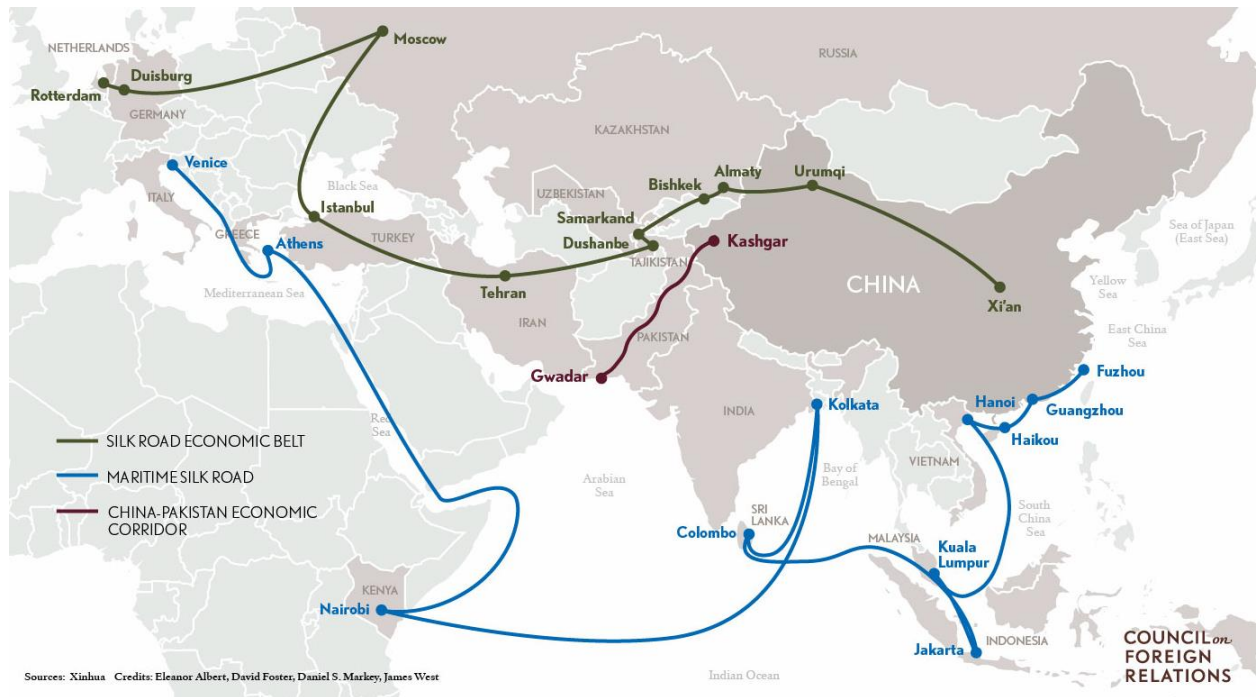 NETHERLANDS
Moscow
Duisburg
Rotterdam
GERMANY
RUSSIA
KAZAKHSTAN
Venice
ITALY
Black Sea
Istanbul
GREECE
Athens
TURKEY
Mediterranean Sea
UZBEKISTAN
Bishkek
Almaty
Urumqi
Samarkand
Dushanbe
TAJIKISTAN
Kashgar
Tehran
IRAN
CHINA
Xi'an
Sea of Japan
(East Sea)
Yellow
Sea
East China
Sea
PAKISTAN
Gwadar
INDIA
Kolkata
Hanoi
Fuzhou
Guangzhou
Haikou
Red
Sea
Arabian
Sea
Bay of
Bengal
VIETNAM
South
China
Sea
SILK ROAD ECONOMIC BELT
MARITIME SILK ROAD
CHINA-PAKISTAN ECONOMIC
CORRIDOR
Colombo
SRI
LANKA
MALAYSIA
Kuala
Lumpur
KENYA
Nairobi
Jakarta
INDONESIA
Indian Ocean
COUNCIL on
FOREIGN
RELATIONS
Sources: Xinhua Credits: Eleanor Albert, David Foster, Daniel S. Markey, James West